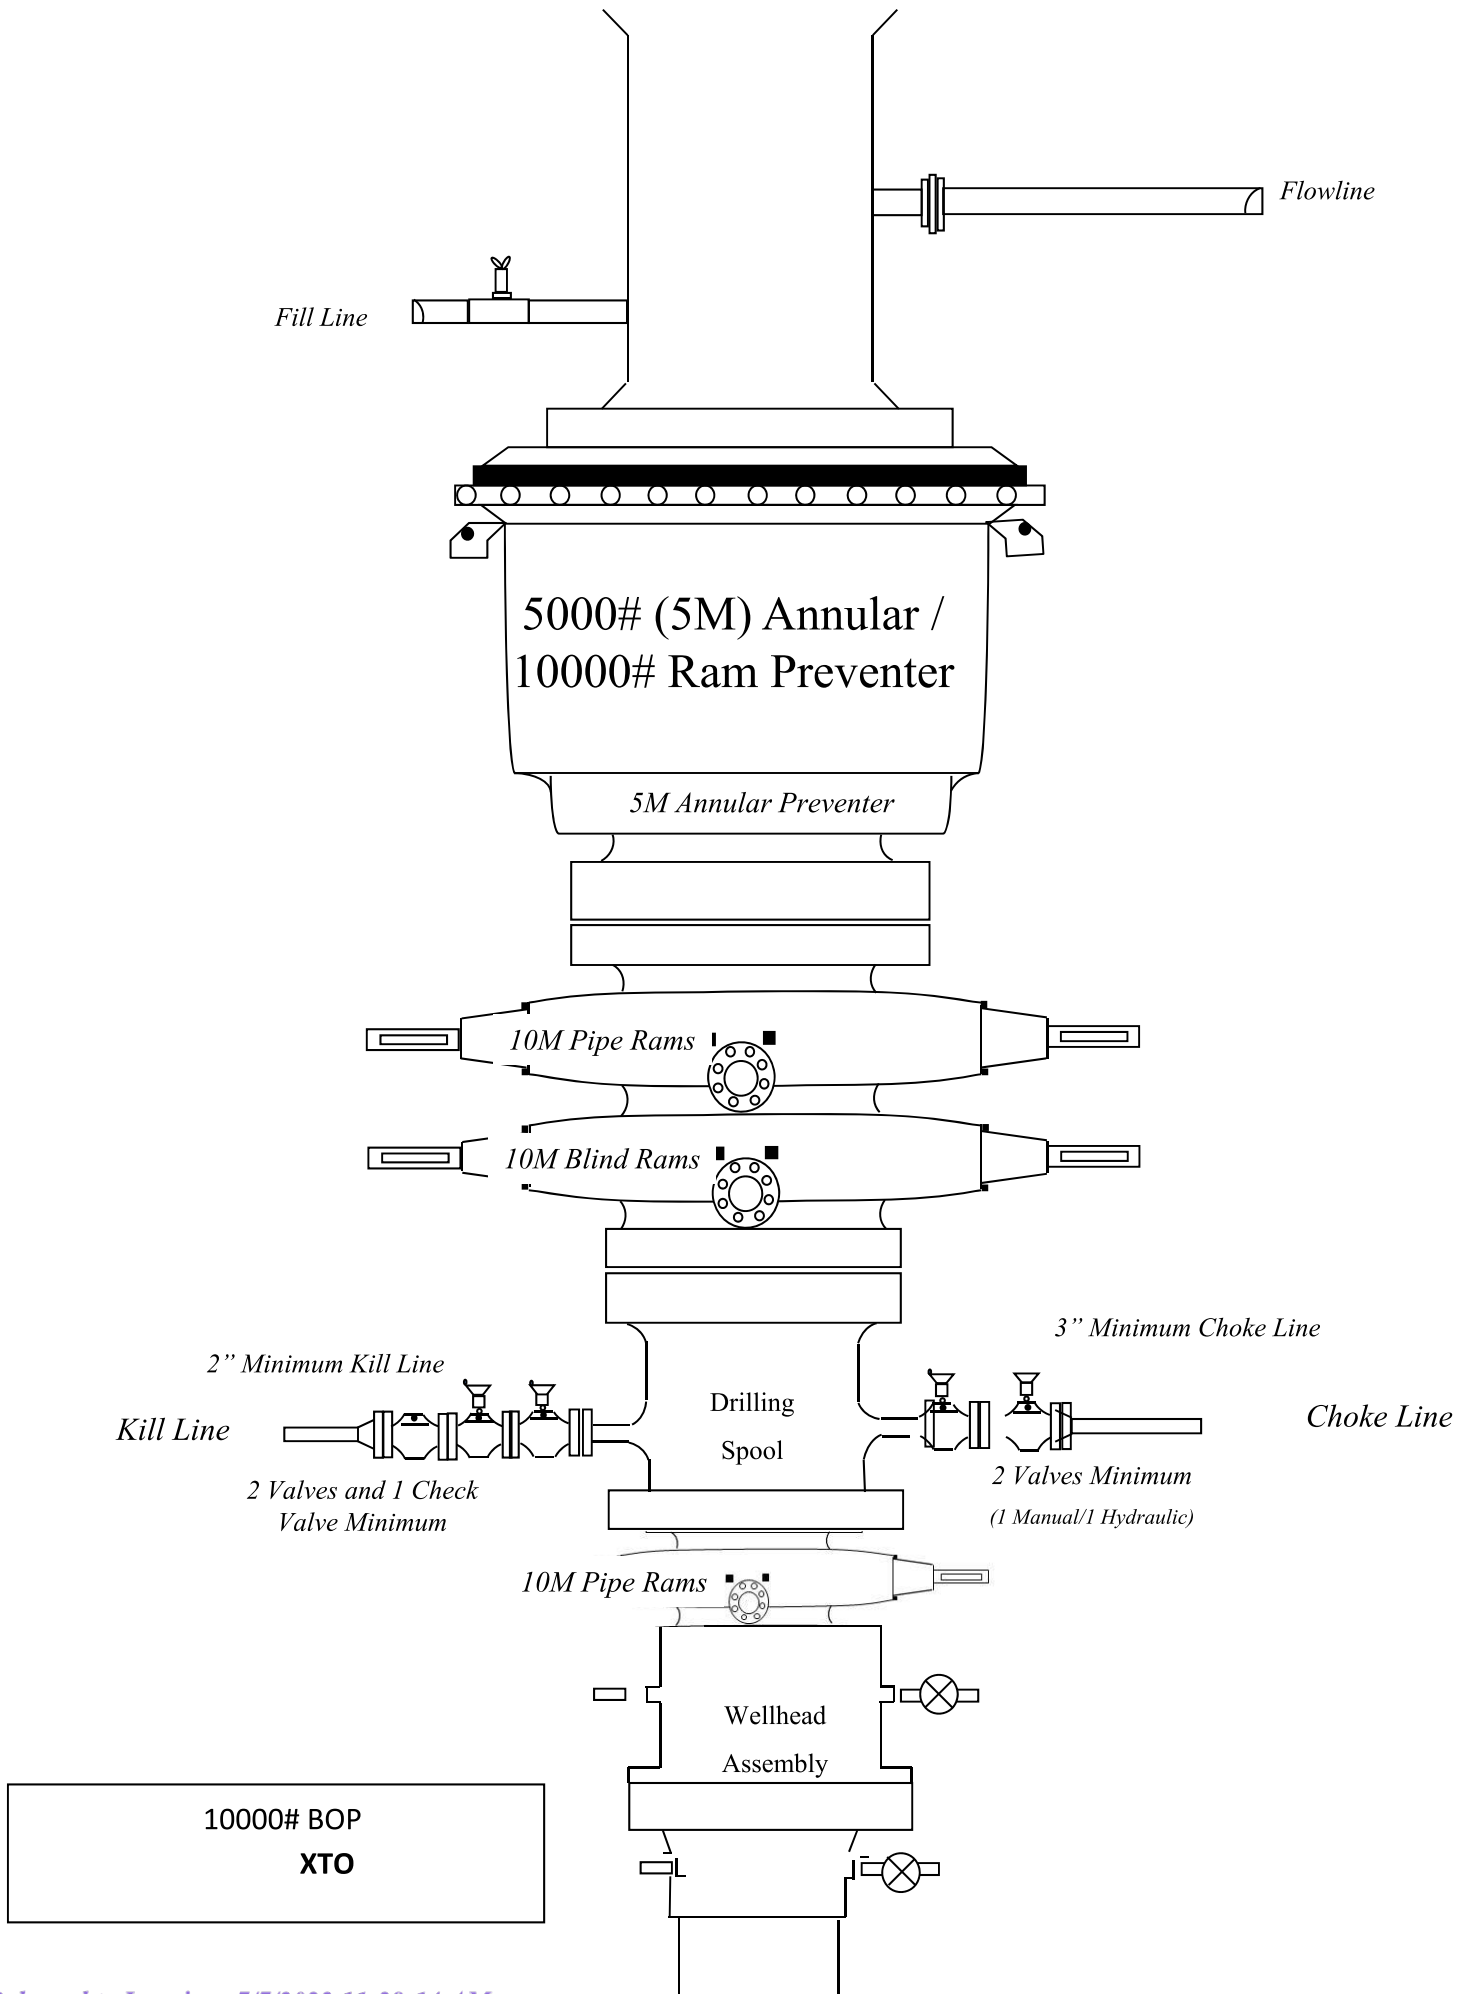 Flowline
Fill Line
5000# (5M) Annular /
10000# Ram Preventer
5M Annular Preventer
10M Pipe Rams
10M Blind Rams
3” Minimum Choke Line
2” Minimum Kill Line
Drilling
Spool
Kill Line
Choke Line
2 Valves and 1 Check
Valve Minimum
2 Valves Minimum
(1 Manual/1 Hydraulic)
10M Pipe Rams
Wellhead
Assembly
10000# BOP
XTO